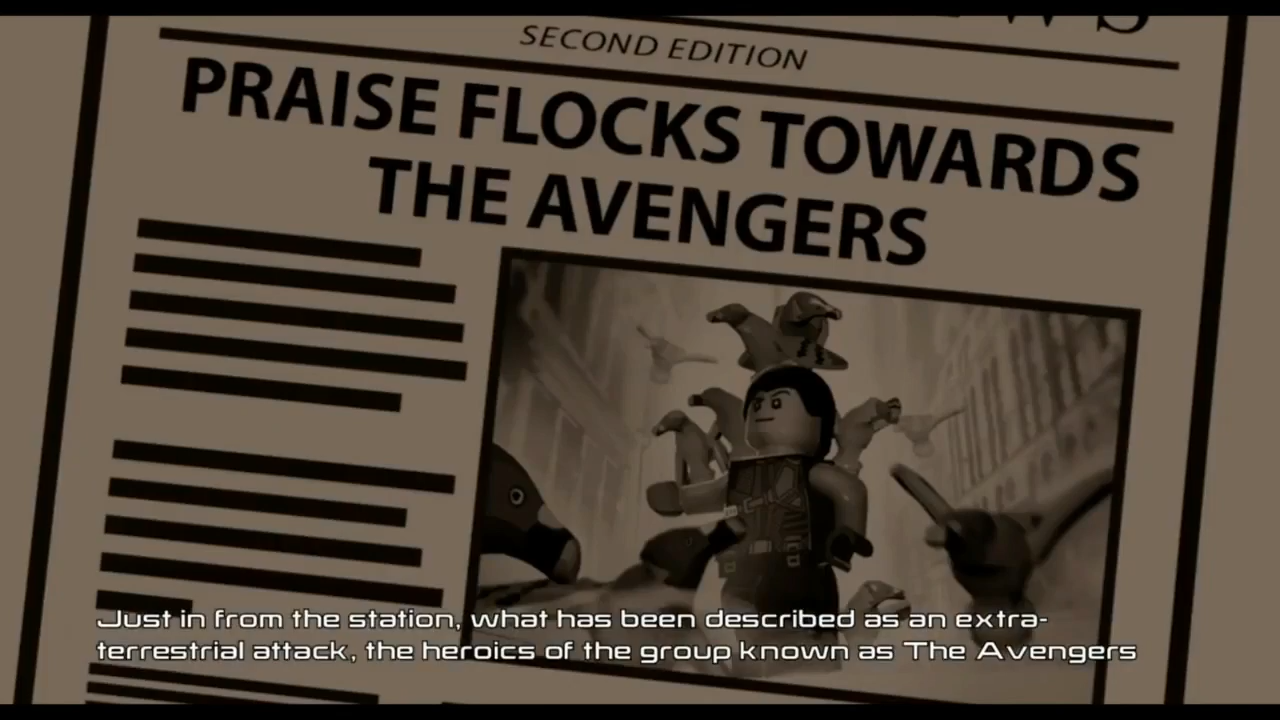 WS
SECOND EDITION
PRAISE FLOCKS TOWARDS
THE AVENGERS
Just in from the station, what has been described as an extra-
terrestrial attack, the heroics of the group known as The Avengers